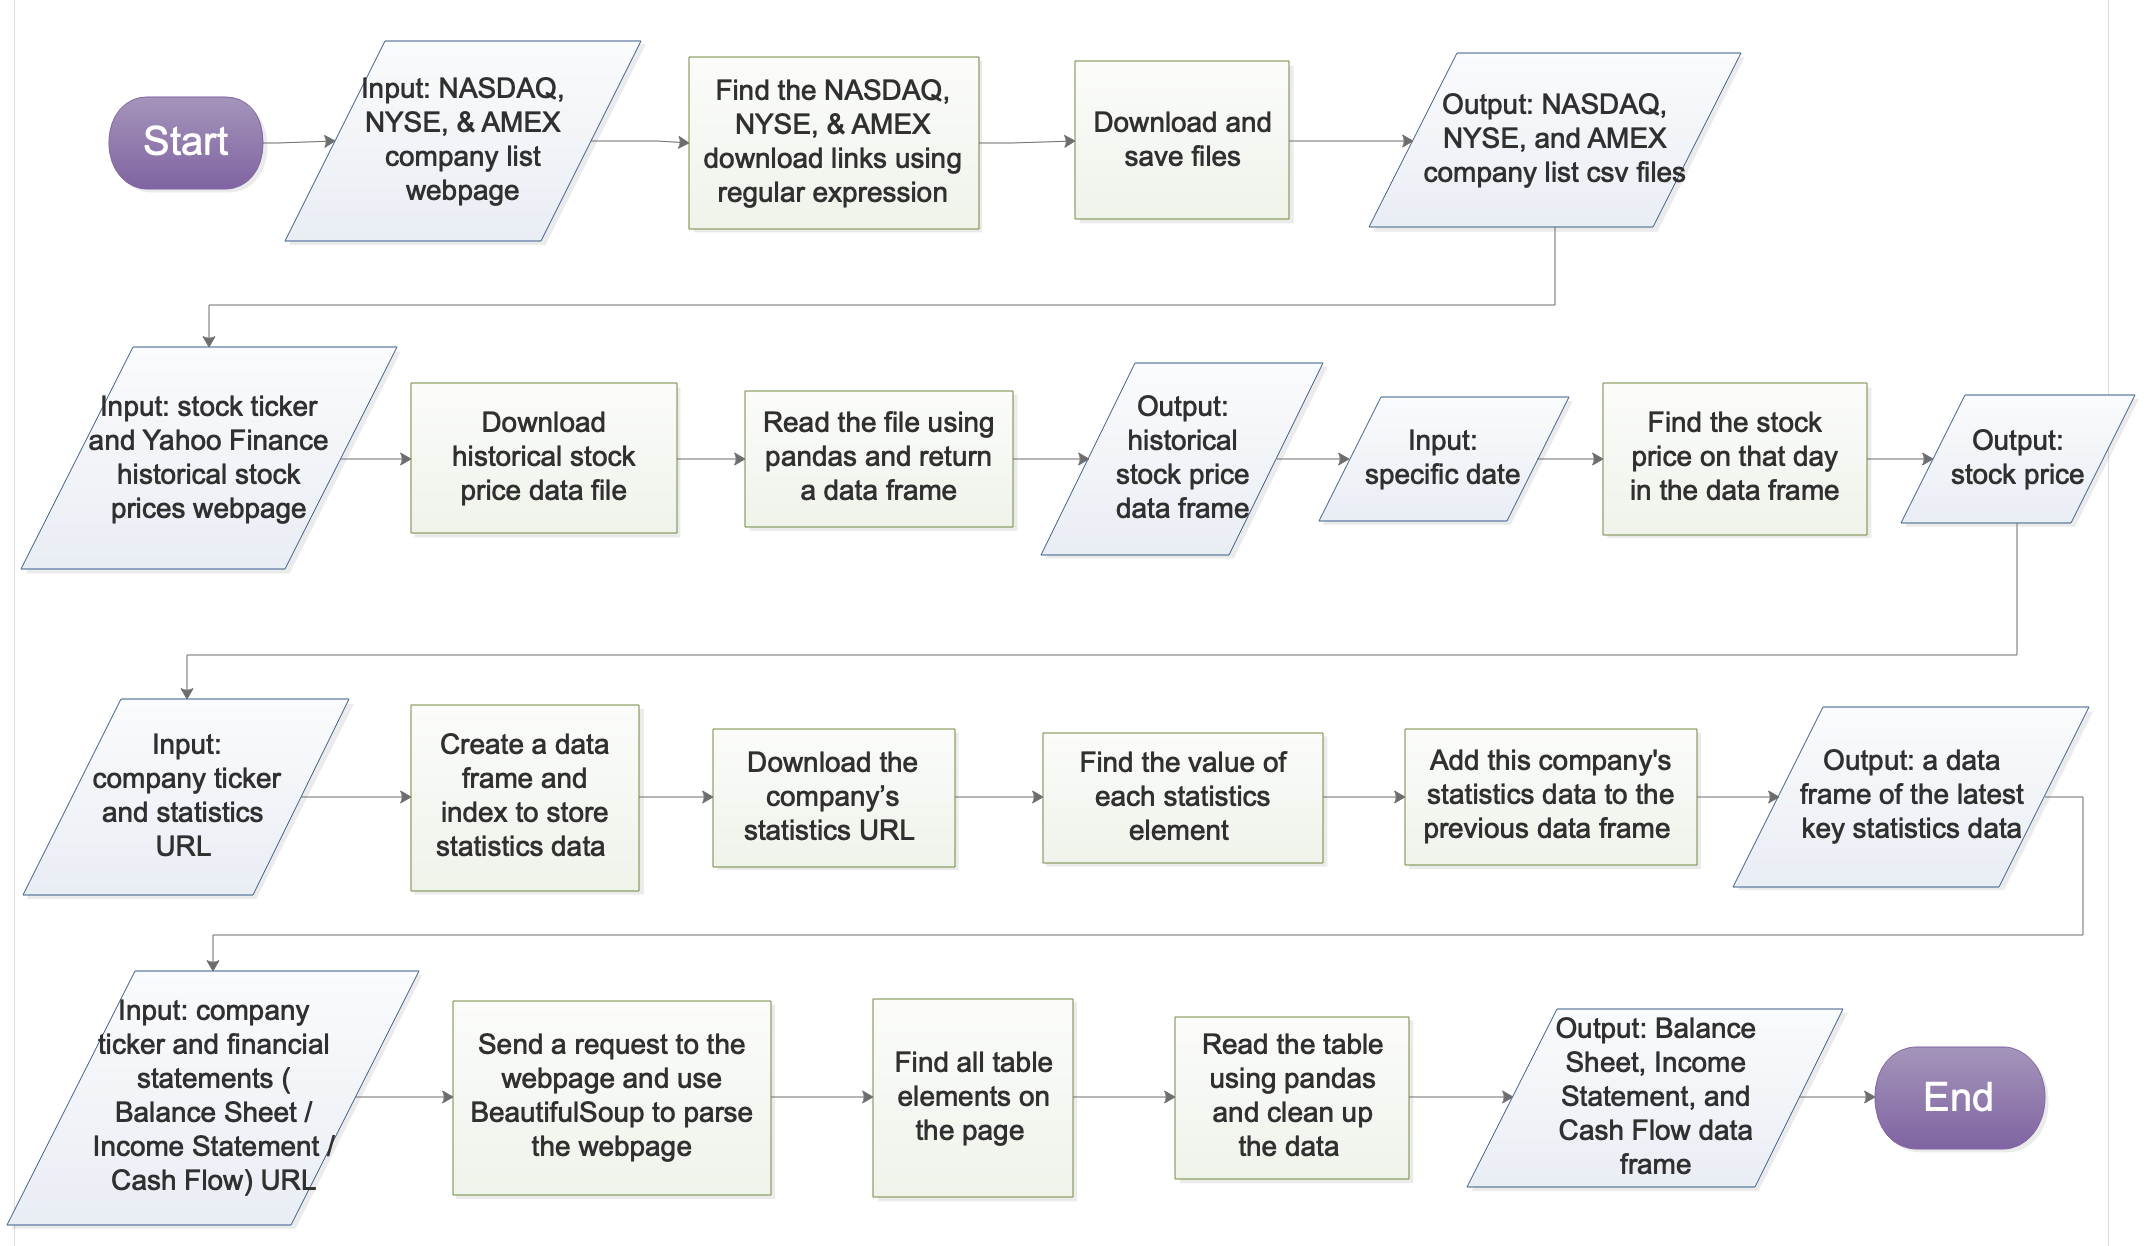 Start
Input: NASDAQ,
NYSE, & AMEX
company list
webpage
Find the NASDAQ,
NYSE, & AMEX
download links using
regular expression
Download and
save files
Output: NASDAQ,
NYSE, and AMEX
company list csv files
Input: stock ticker
and Yahoo Finance
historical stock
prices webpage
Download
historical stock
price data file
Read the file using
pandas and return
a data frame
Output:
historical
stock price
data frame
Input:
specific date
Find the stock
price on that day
in the data frame
Output:
stock price
Input:
company ticker
and statistics
URL
Create a data
frame and
index to store
statistics data
Download the
company’s
statistics URL
Find the value of
each statistics
element
Add this company's
statistics data to the
previous data frame
Output: a data
frame of the latest
key statistics data
Input: company
ticker and financial
statements (
Balance Sheet /
Income Statement /
Cash Flow) URL
Send a request to the
webpage and use
BeautifulSoup to parse
the webpage
Find all table
elements on
the page
Read the table
using pandas
and clean up
the data
Output: Balance
Sheet, Income
Statement, and
Cash Flow data
frame
End